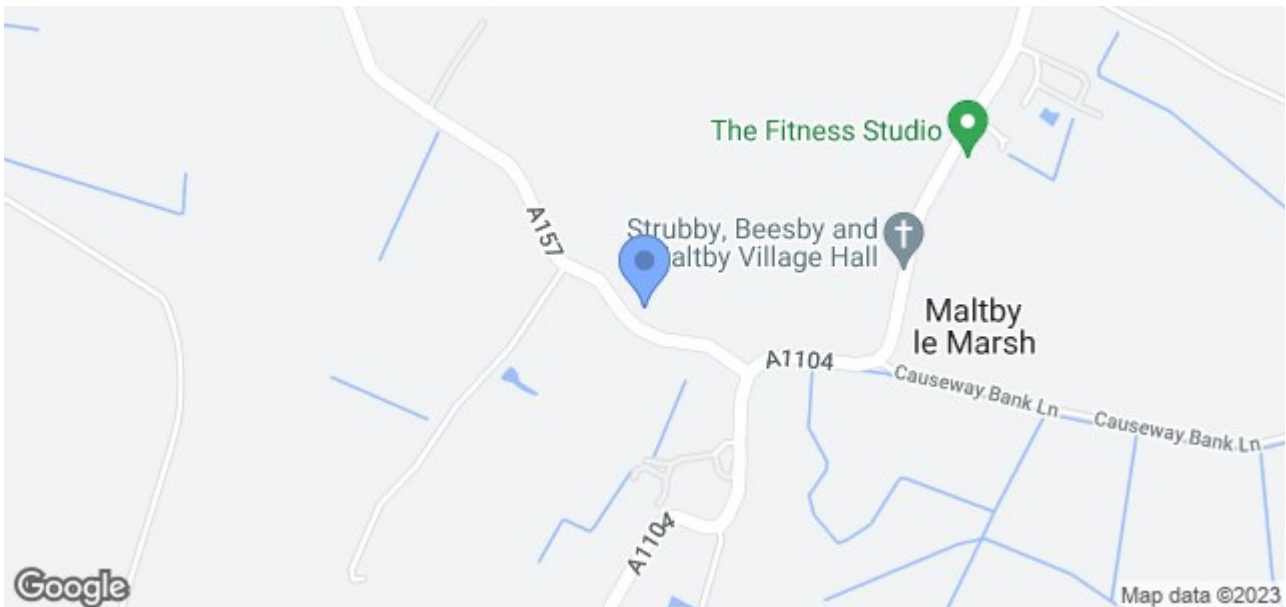 The Fitness Studio
A157
Strubby, Beesby and
altby Village Hall
Maltby
le Marsh
A1104
Causeway Bank Ln
Causeway Bank Ln
A1104
Google
Map data ©2023